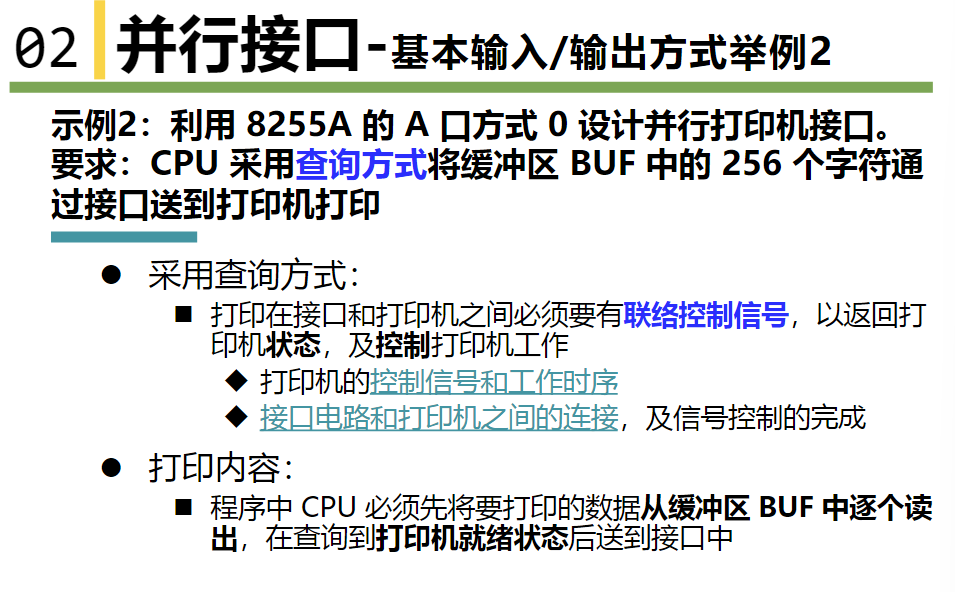 02 并行接口-基本输入/输出方式举例2
示例2：利用 8255A 的 A 口方式 0 设计并行打印机接口。
要求：CPU 采用查询方式将缓冲区 BUF 中的 256 个字符通
过接口送到打印机打印
● 采用查询方式：
■ 打印在接口和打印机之间必须要有联络控制信号，以返回打
印机状态，及控制打印机工作
◆ 打印机的控制信号和工作时序
◆ 接口电路和打印机之间的连接，及信号控制的完成
● 打印内容：
■ 程序中 CPU 必须先将要打印的数据从缓冲区 BUF 中逐个读
出，在查询到打印机就绪状态后送到接口中